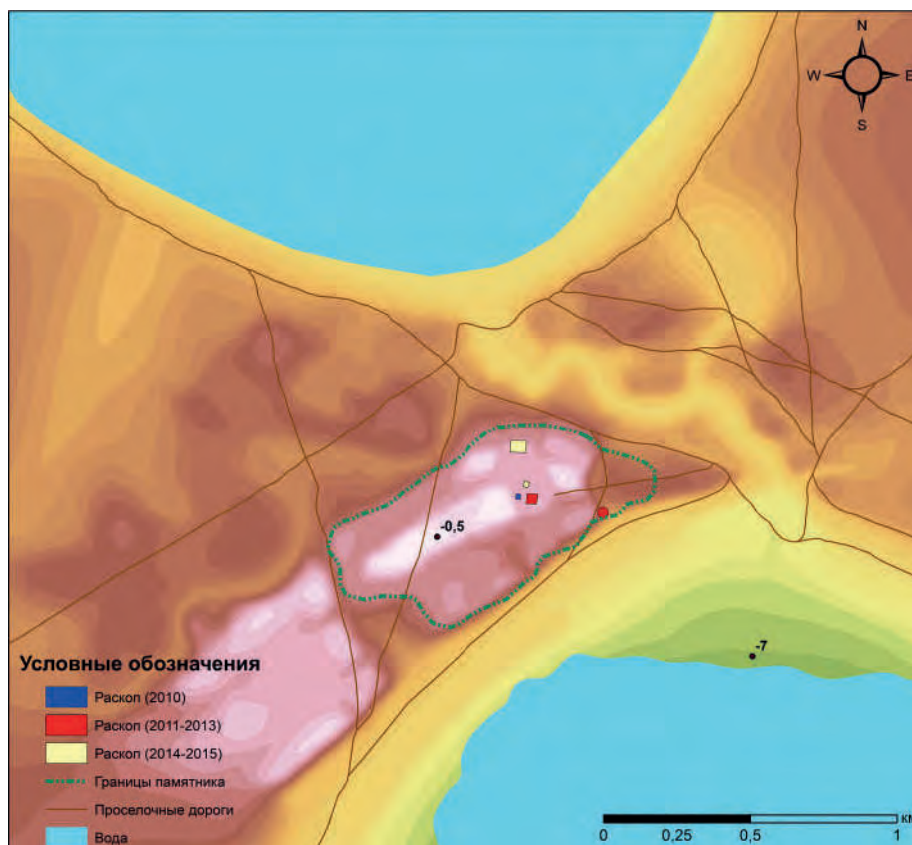 N
W E
S
-0,5
-7
Условные обозначения
Раскоп (2010)
Раскоп (2011-2013)
Раскоп (2014-2015)
Границы памятника
Проселочные дороги
Вода
км
0 0,25 0,5 1